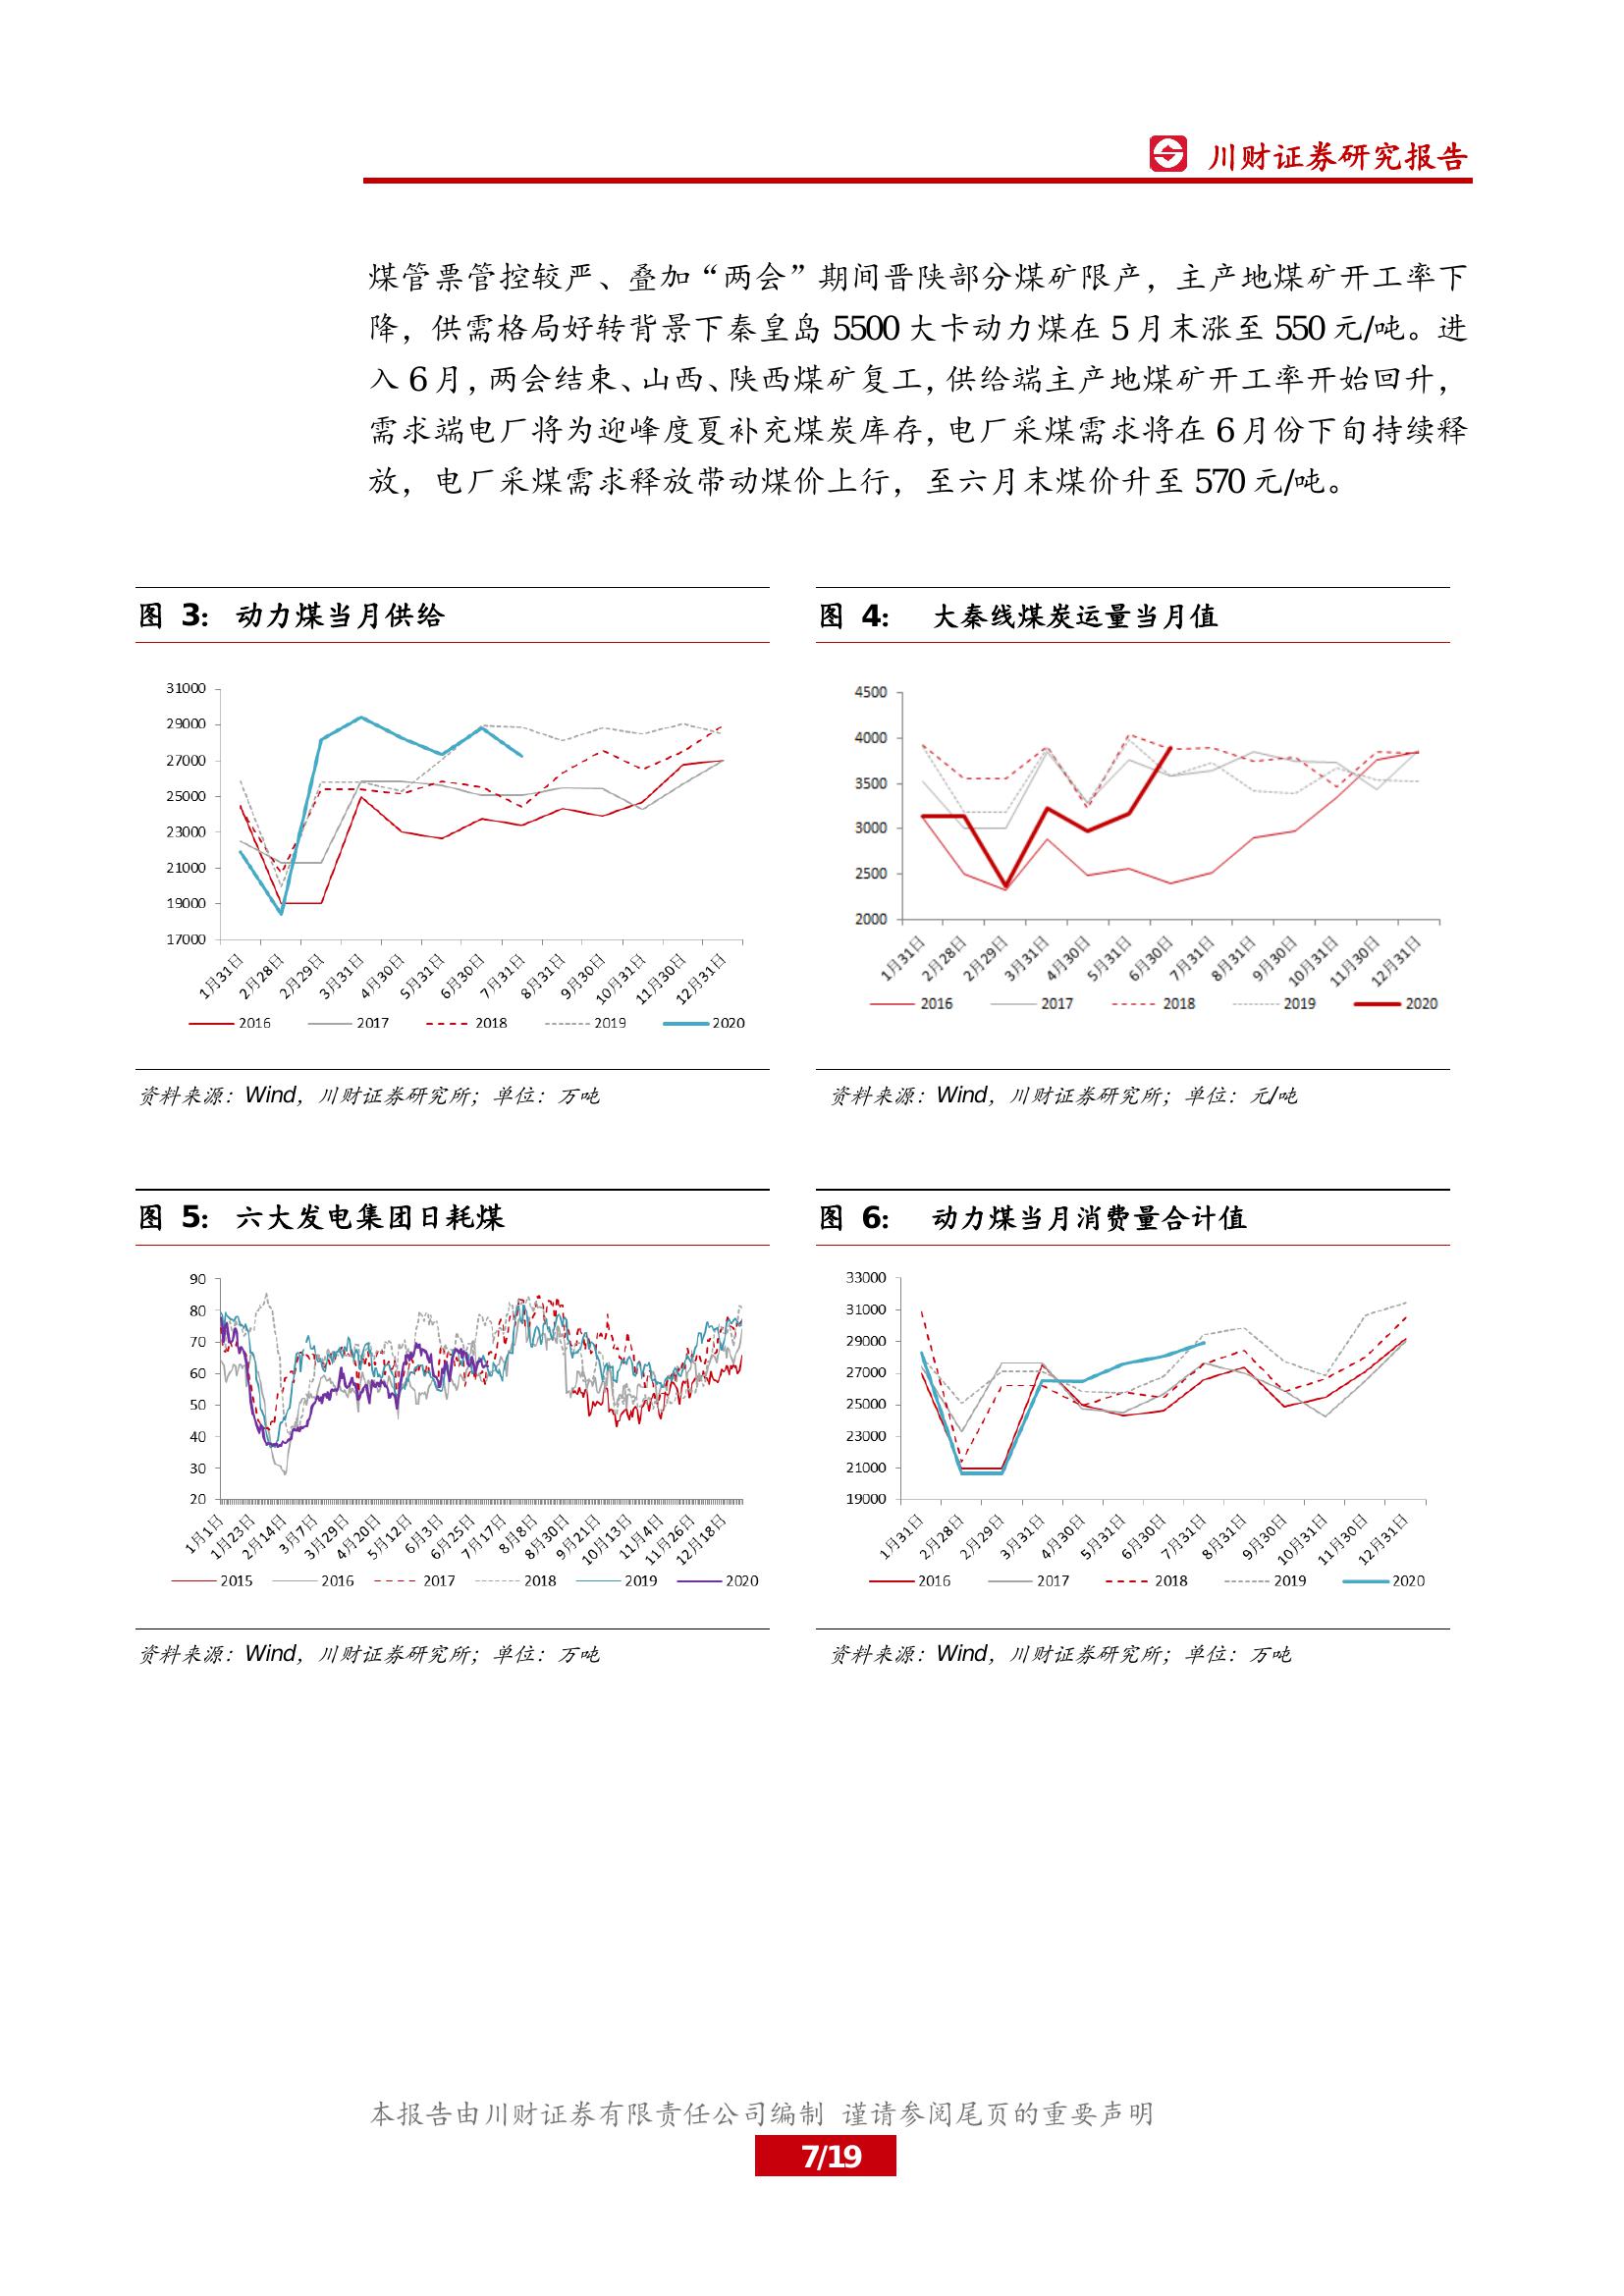 川财证券研究报告
煤管票管控较严、叠加“两会”期间晋陕部分煤矿限产，主产地煤矿开工率下
降，供需格局好转背景下秦皇岛 5500 大卡动力煤在 5 月末涨至 550 元/吨。进
入 6 月，两会结束、山西、陕西煤矿复工，供给端主产地煤矿开工率开始回升，
需求端电厂将为迎峰度夏补充煤炭库存，电厂采煤需求将在 6 月份下旬持续释
放，电厂采煤需求释放带动煤价上行，至六月末煤价升至 570 元/吨。
图 3： 动力煤当月供给
31000
29000
27000
25000
23000
21000
19000
17000
1月31日 2月28日 2月29日 3月31日 4月30日 5月31日 6月30日 7月31日 8月31日 9月30日 10月31日 11月30日 12月31日
2016 2017 2018 2019 2020
资料来源：Wind，川财证券研究所；单位：万吨
图 4： 大秦线煤炭运量当月值
4500
4000
3500
3000
2500
2000
1月31日 2月28日 2月29日 3月31日 4月30日 5月31日 6月30日 7月31日 8月31日 9月30日 10月31日 11月30日 12月31日
2016 2017 2018 2019 2020
资料来源：Wind，川财证券研究所；单位：元/吨
图 5： 六大发电集团日耗煤
90
80
70
60
50
40
30
20
1月1日 1月23日 2月14日 3月7日 3月29日 4月20日 5月12日 6月3日 6月25日 7月17日 8月8日 8月30日 9月21日 10月13日 11月4日 11月26日 12月18日
2015 2016 2017 2018 2019 2020
资料来源：Wind，川财证券研究所；单位：万吨
图 6： 动力煤当月消费量合计值
33000
31000
29000
27000
25000
23000
21000
19000
1月31日 2月28日 2月29日 3月31日 4月30日 5月31日 6月30日 7月31日 8月31日 9月30日 10月31日 11月30日 12月31日
2016 2017 2018 2019 2020
资料来源：Wind，川财证券研究所；单位：万吨
本报告由川财证券有限责任公司编制 谨请参阅尾页的重要声明
7/19